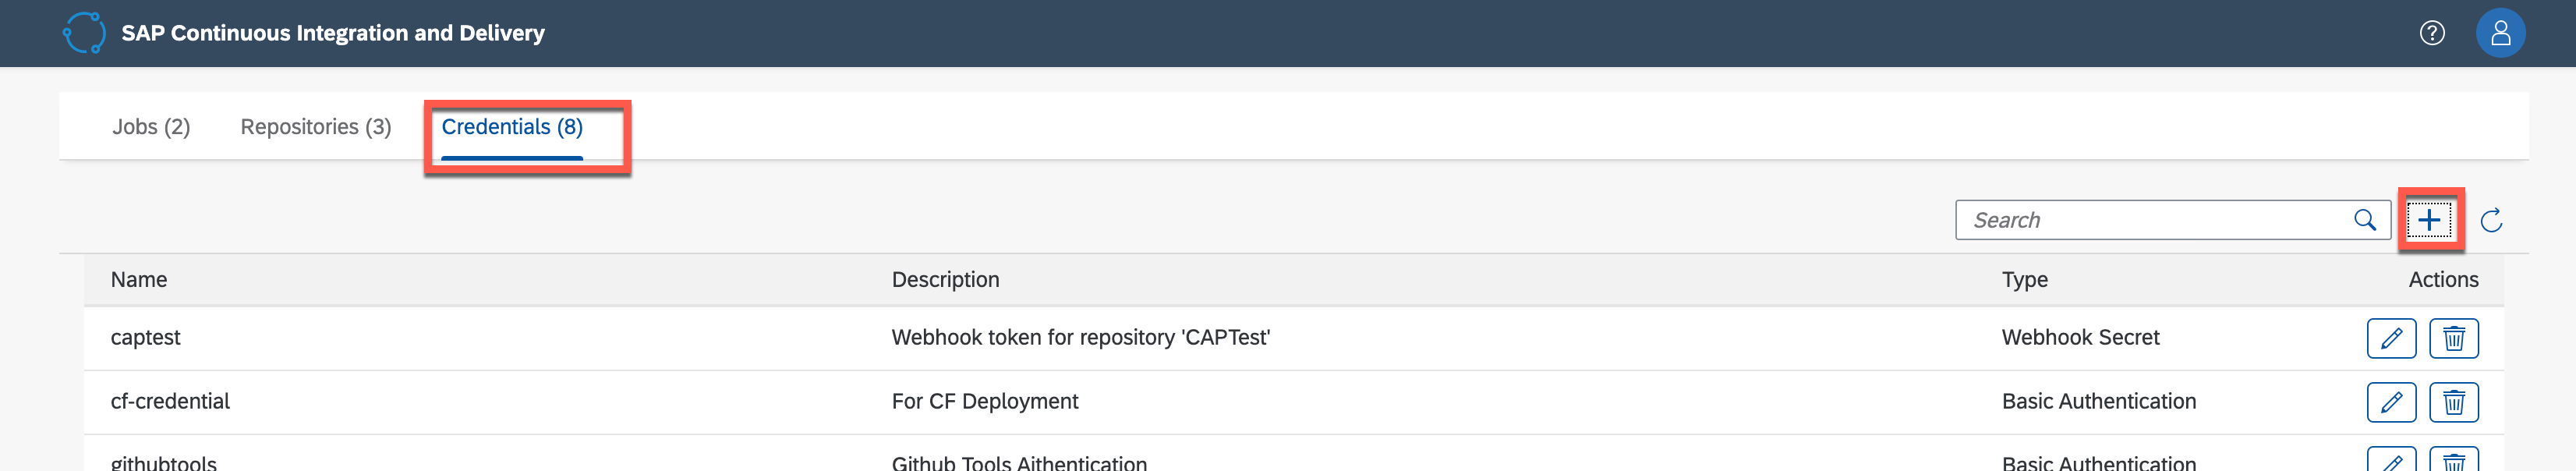 SAP Continuous Integration and Delivery
?
Jobs (2) Repositories (3) Credentials (8)
Search
Name Description Type Actions
captest Webhook token for repository 'CAPTest' Webhook Secret
cf-credential For CF Deployment Basic Authentication
githubtools Github Tools Aithentication Basic Authentication